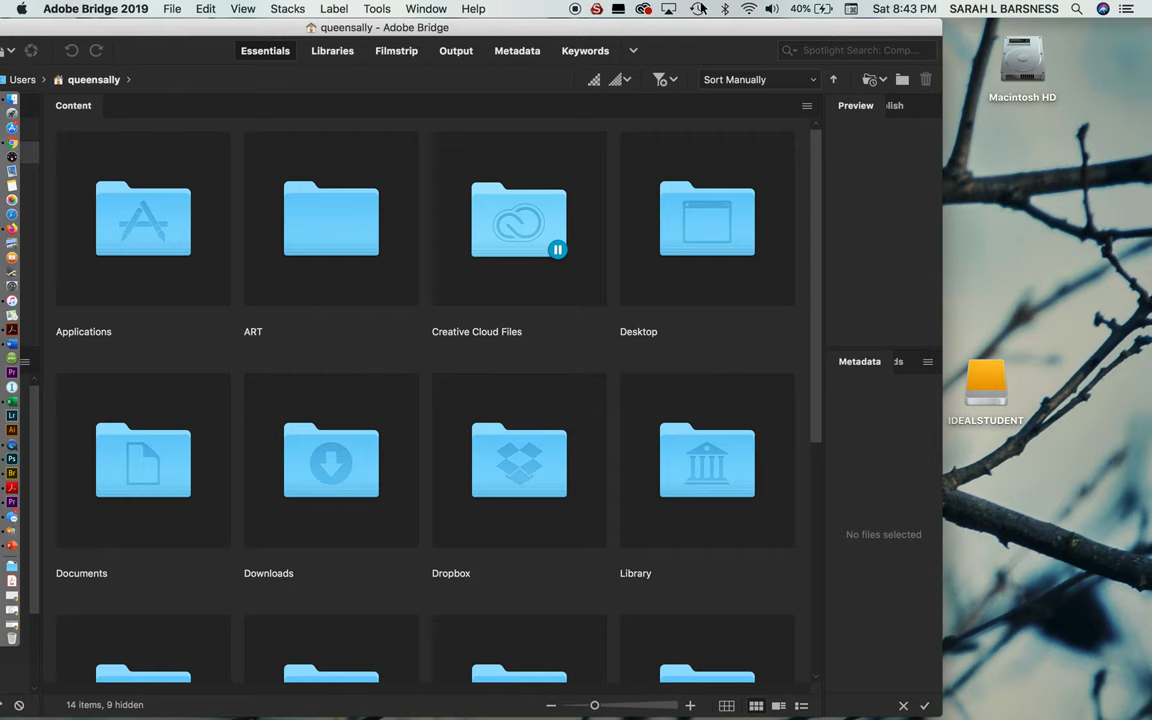 Adobe Bridge 2019 File Edit View Stacks Label Tools Window Help 40% Sat 8:43 PM SARAH L BARSNESS
queensally - Adobe Bridge
Essentials Libraries Filmstrip Output Metadata Keywords Spotlight Search: Comp...
Users queensally Sort Manually
Content Preview lish
Macintosh HD
Applications ART Creative Cloud Files Desktop
Metadata ds
IDEALSTUDENT
No files selected
Documents Downloads Dropbox Library
14 items, 9 hidden